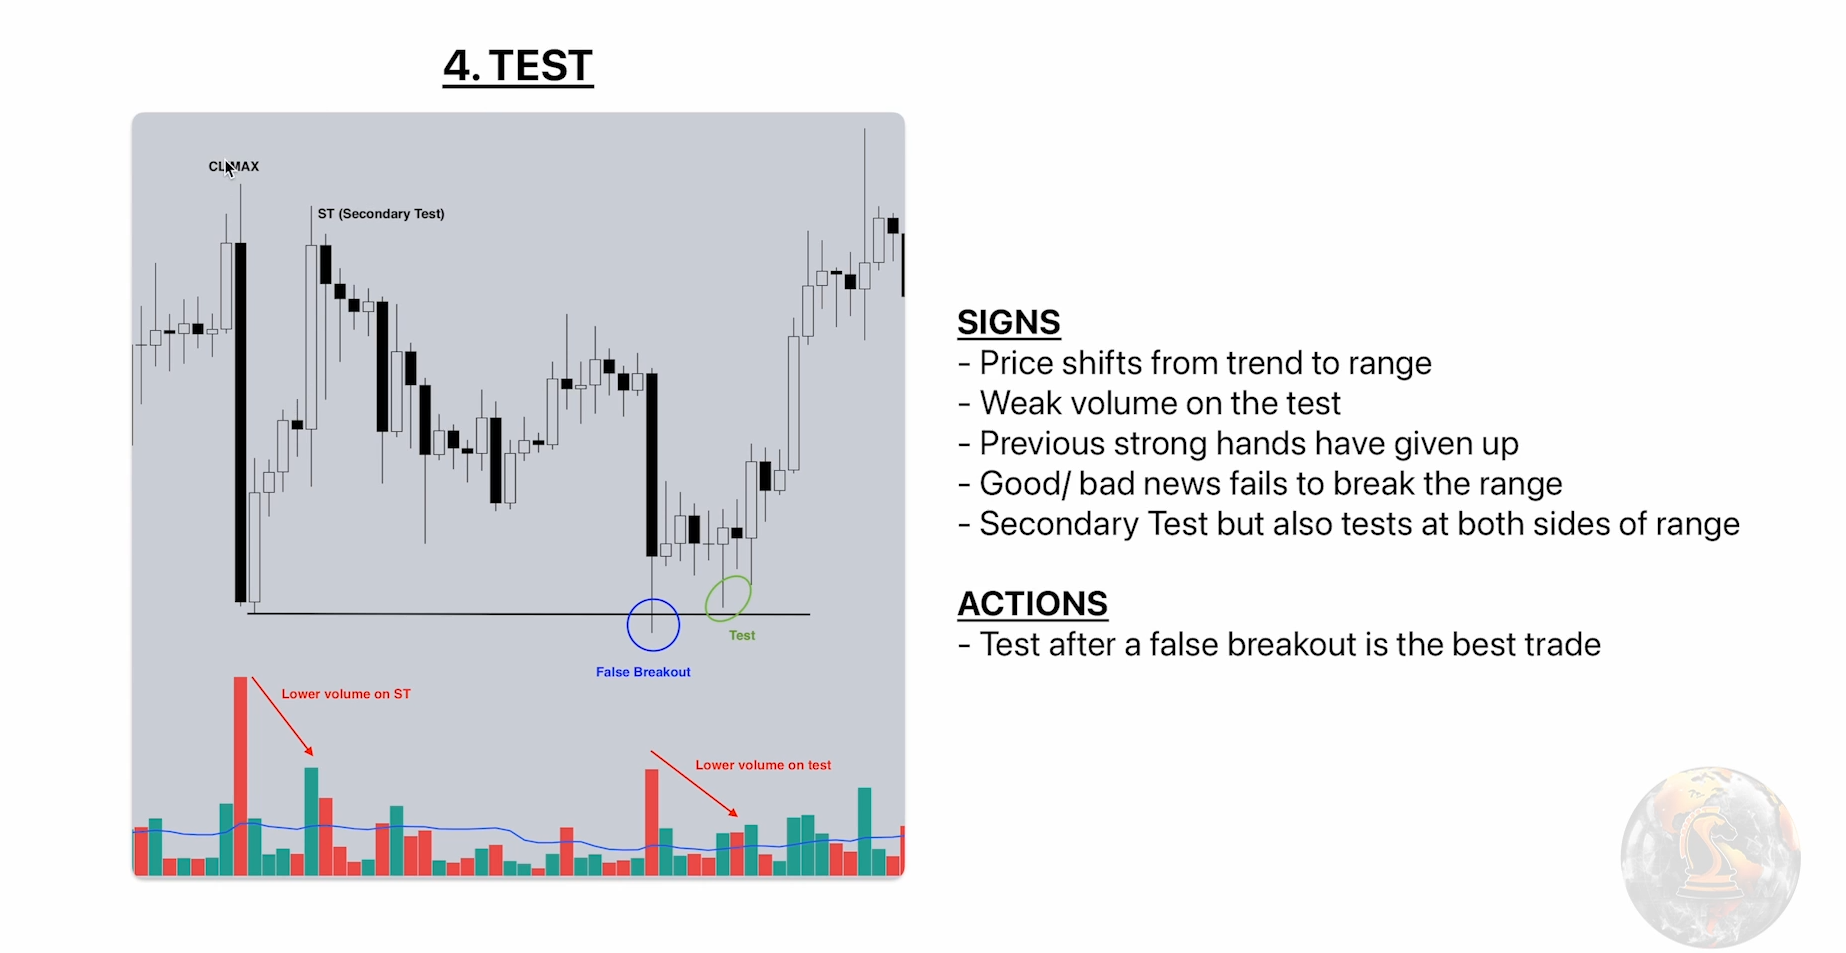 4. TEST
CLIMAX
ST (Secondary Test)
False Breakout
Test
Lower volume on ST
Lower volume on test
SIGNS
- Price shifts from trend to range
- Weak volume on the test
- Previous strong hands have given up
- Good/ bad news fails to break the range
- Secondary Test but also tests at both sides of range
ACTIONS
- Test after a false breakout is the best trade